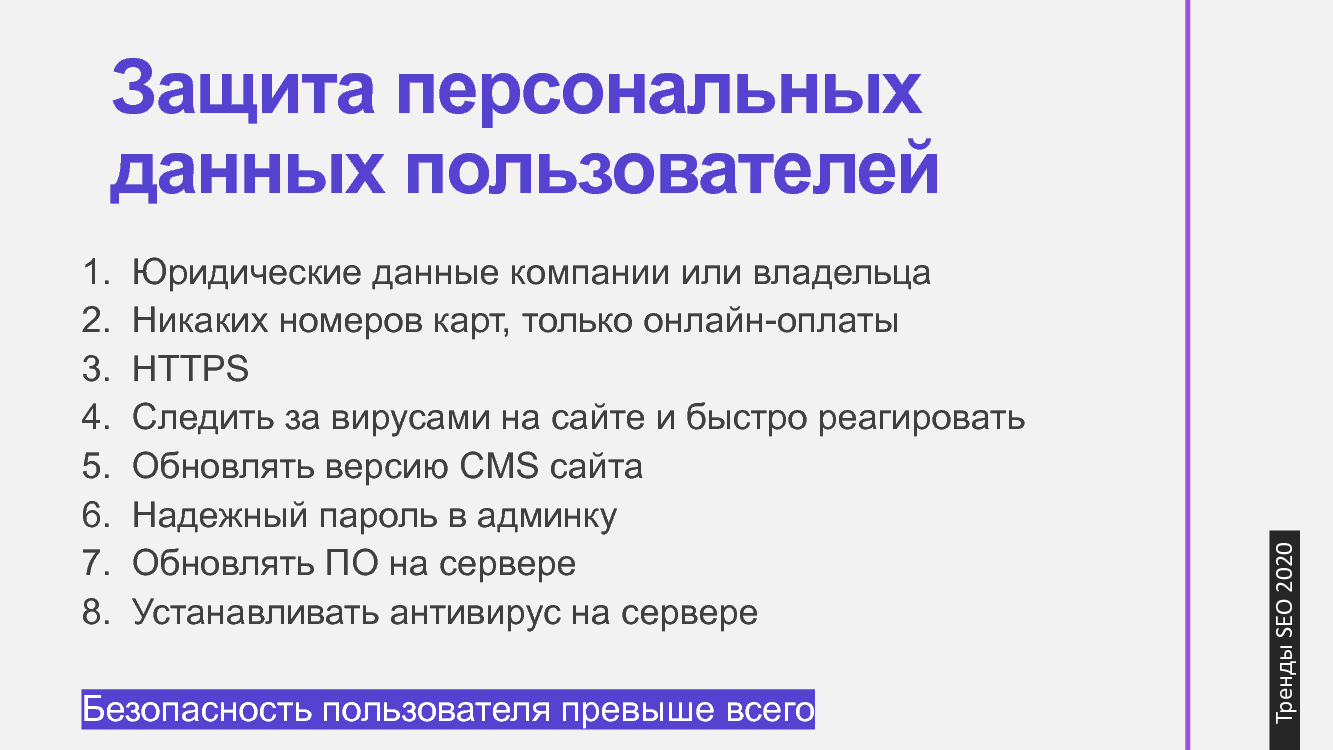 Защита персональных
данных пользователей
1. Юридические данные компании или владельца
2. Никаких номеров карт, только онлайн-оплаты
3. HTTPS
4. Следить за вирусами на сайте и быстро реагировать
5. Обновлять версию CMS сайта
6. Надежный пароль в админку
7. Обновлять ПО на сервере
8. Устанавливать антивирус на сервере
Безопасность пользователя превыше всего
Тренды SEO 2020